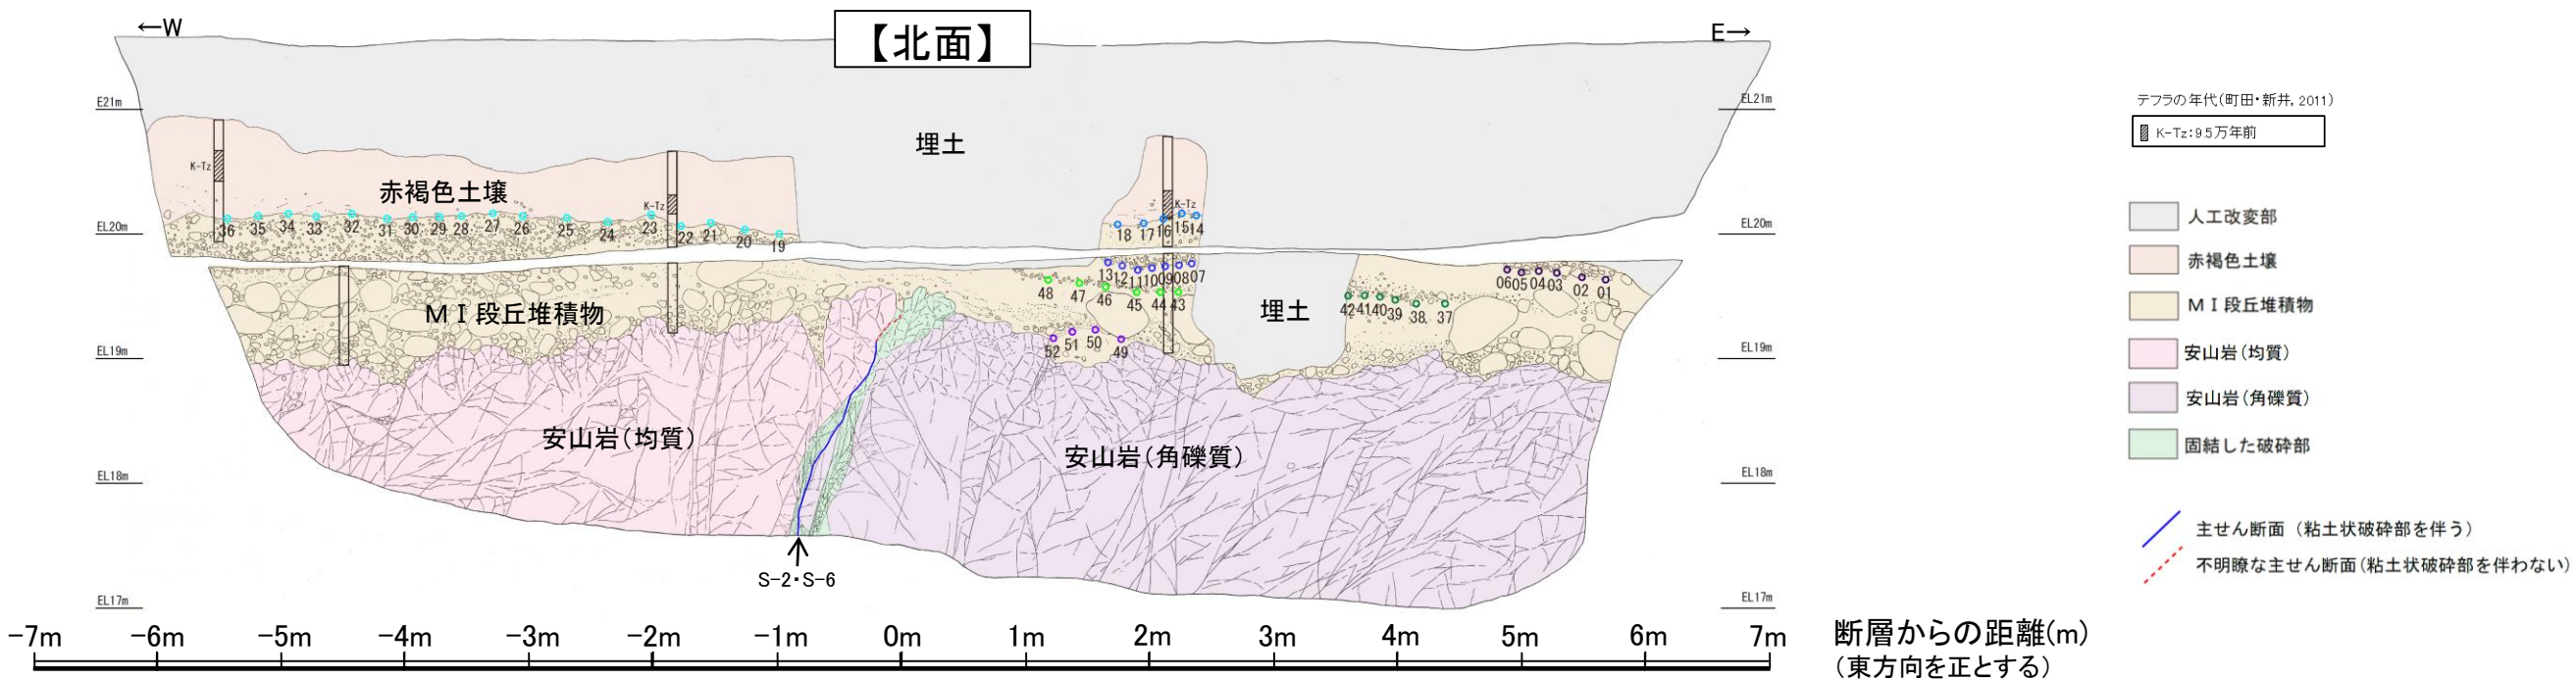 ←W
【北面】
E→
E21m
EL21m
埋土
K-Tz
赤褐色土壌
K-Tz
K-Tz
EL20m
EL20m
36 35 34 33 32 31 30 29 28 27 26 25 24 23 22 21 20 19
18 17 16 15 14
13 12 11 10 09 08 07
06 05 04 03 02 01
48 47 46 45 44 43
42 41 40 39 38 37
52 51 50 49
MⅠ段丘堆積物
埋土
EL19m
EL19m
安山岩(均質)
安山岩(角礫質)
EL18m
EL18m
S-2・S-6
EL17m
EL17m
-7m -6m -5m -4m -3m -2m -1m 0m 1m 2m 3m 4m 5m 6m 7m
断層からの距離(m)
(東方向を正とする)
テフラの年代(町田・新井, 2011)
K-Tz:9.5万年前
人工改変部
赤褐色土壌
MⅠ段丘堆積物
安山岩(均質)
安山岩(角礫質)
固結した破砕部
主せん断面 (粘土状破砕部を伴う)
不明瞭な主せん断面(粘土状破砕部を伴わない)